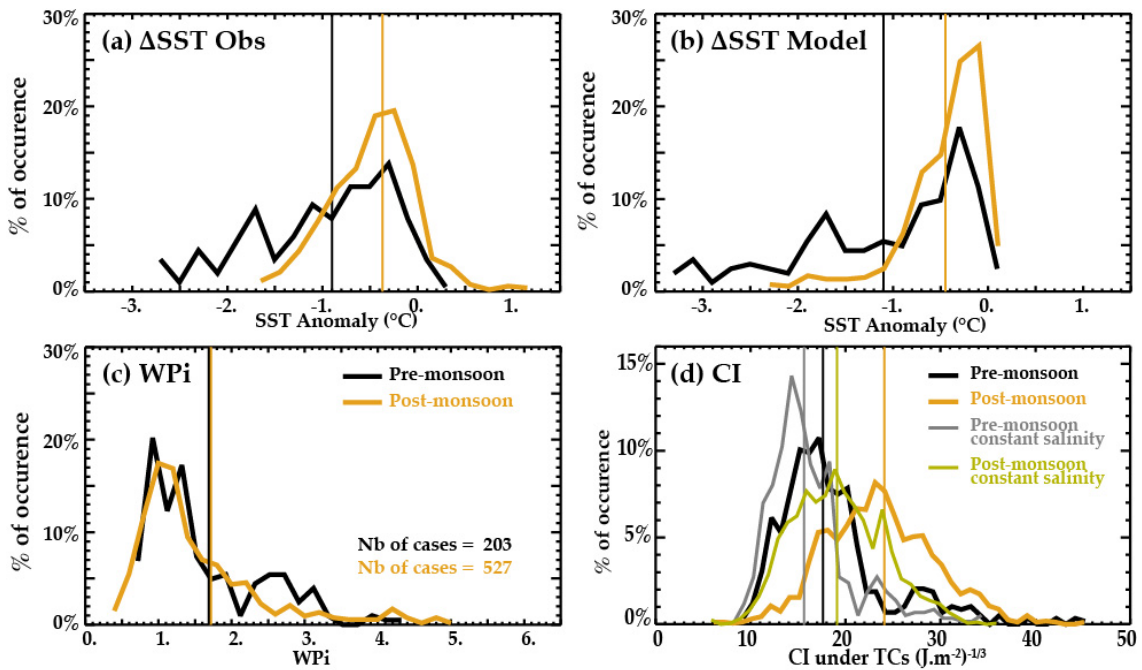 30%
(a) ΔSST Obs
20%
10%
0%
% of occurence
-3.
-2.
-1.
0.
1.
SST Anomaly (°C)
30%
(b) ΔSST Model
20%
10%
0%
% of occurence
-3.
-2.
-1.
0.
1.
SST Anomaly (°C)
30%
(c) WPi
Pre-monsoon
Post-monsoon
20%
10%
0%
% of occurence
Nb of cases = 203
Nb of cases = 527
0.
1.
2.
3.
4.
5.
6.
WPi
15%
(d) CI
Pre-monsoon
Post-monsoon
Pre-monsoon
constant salinity
Post-monsoon
constant salinity
10%
5%
0%
% of occurence
0
10
20
30
40
50
CI under TCs (J.m-2)-1/3